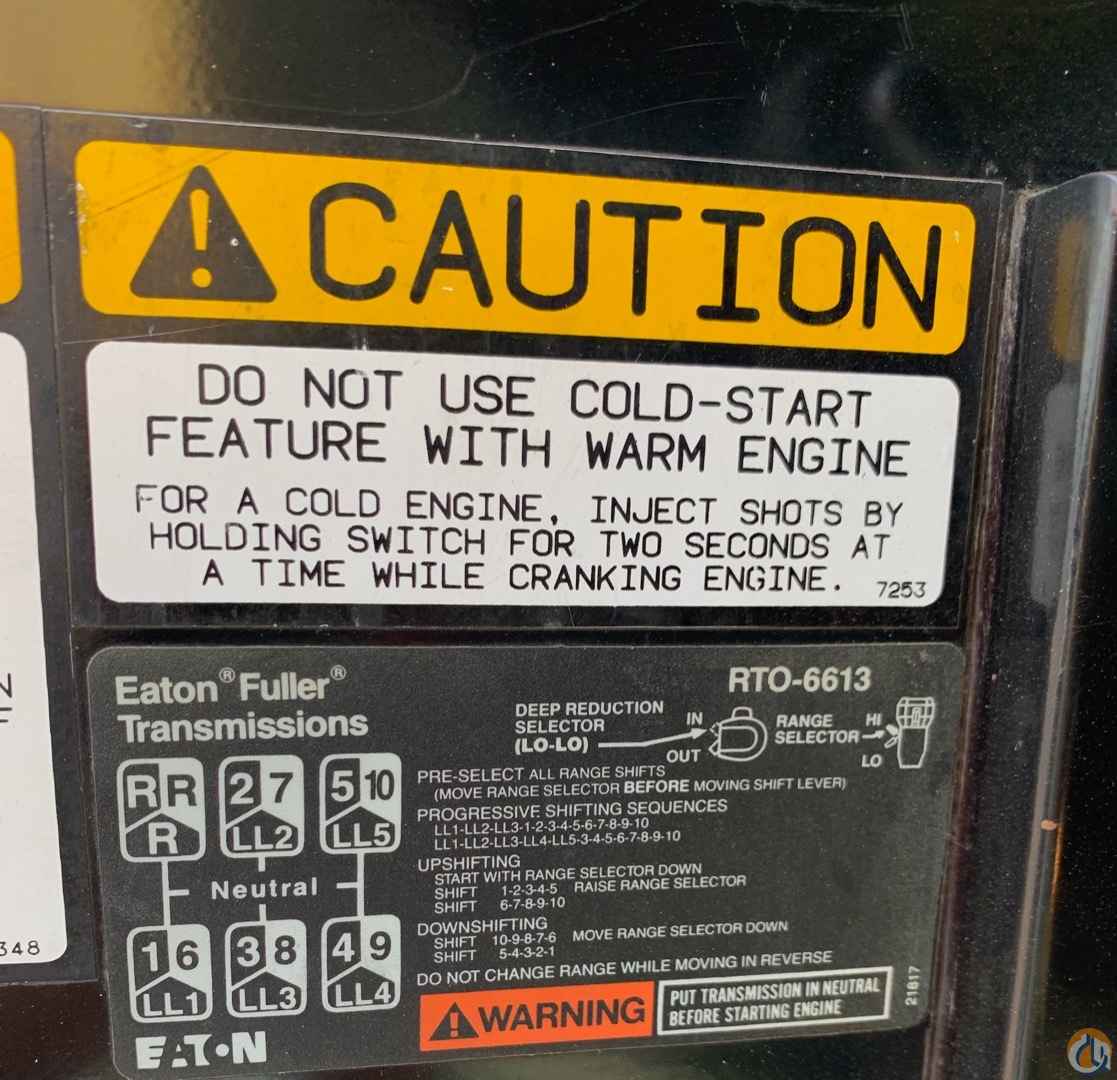 CAUTION
DO NOT USE COLD-START
FEATURE WITH WARM ENGINE
FOR A COLD ENGINE, INJECT SHOTS BY
HOLDING SWITCH FOR TWO SECONDS AT
A TIME WHILE CRANKING ENGINE.
7253
348
Eaton® Fuller®
Transmissions
RTO-6613
DEEP REDUCTION
SELECTOR
(LO-LO)
IN
OUT
RANGE
SELECTOR
HI
LO
R R
R
2 7
LL2
5 10
LL5
Neutral
1 6
LL1
3 8
LL3
4 9
LL4
PRE-SELECT ALL RANGE SHIFTS
(MOVE RANGE SELECTOR BEFORE MOVING SHIFT LEVER)
PROGRESSIVE SHIFTING SEQUENCES
LL1-LL2-LL3-1-2-3-4-5-6-7-8-9-10
LL1-LL2-LL3-LL4-LL5-3-4-5-6-7-8-9-10
UPSHIFTING
START WITH RANGE SELECTOR DOWN
SHIFT 1-2-3-4-5 RAISE RANGE SELECTOR
SHIFT 6-7-8-9-10
DOWNSHIFTING
SHIFT 10-9-8-7-6 MOVE RANGE SELECTOR DOWN
SHIFT 5-4-3-2-1
DO NOT CHANGE RANGE WHILE MOVING IN REVERSE
WARNING
PUT TRANSMISSION IN NEUTRAL
BEFORE STARTING ENGINE
21817
EATON